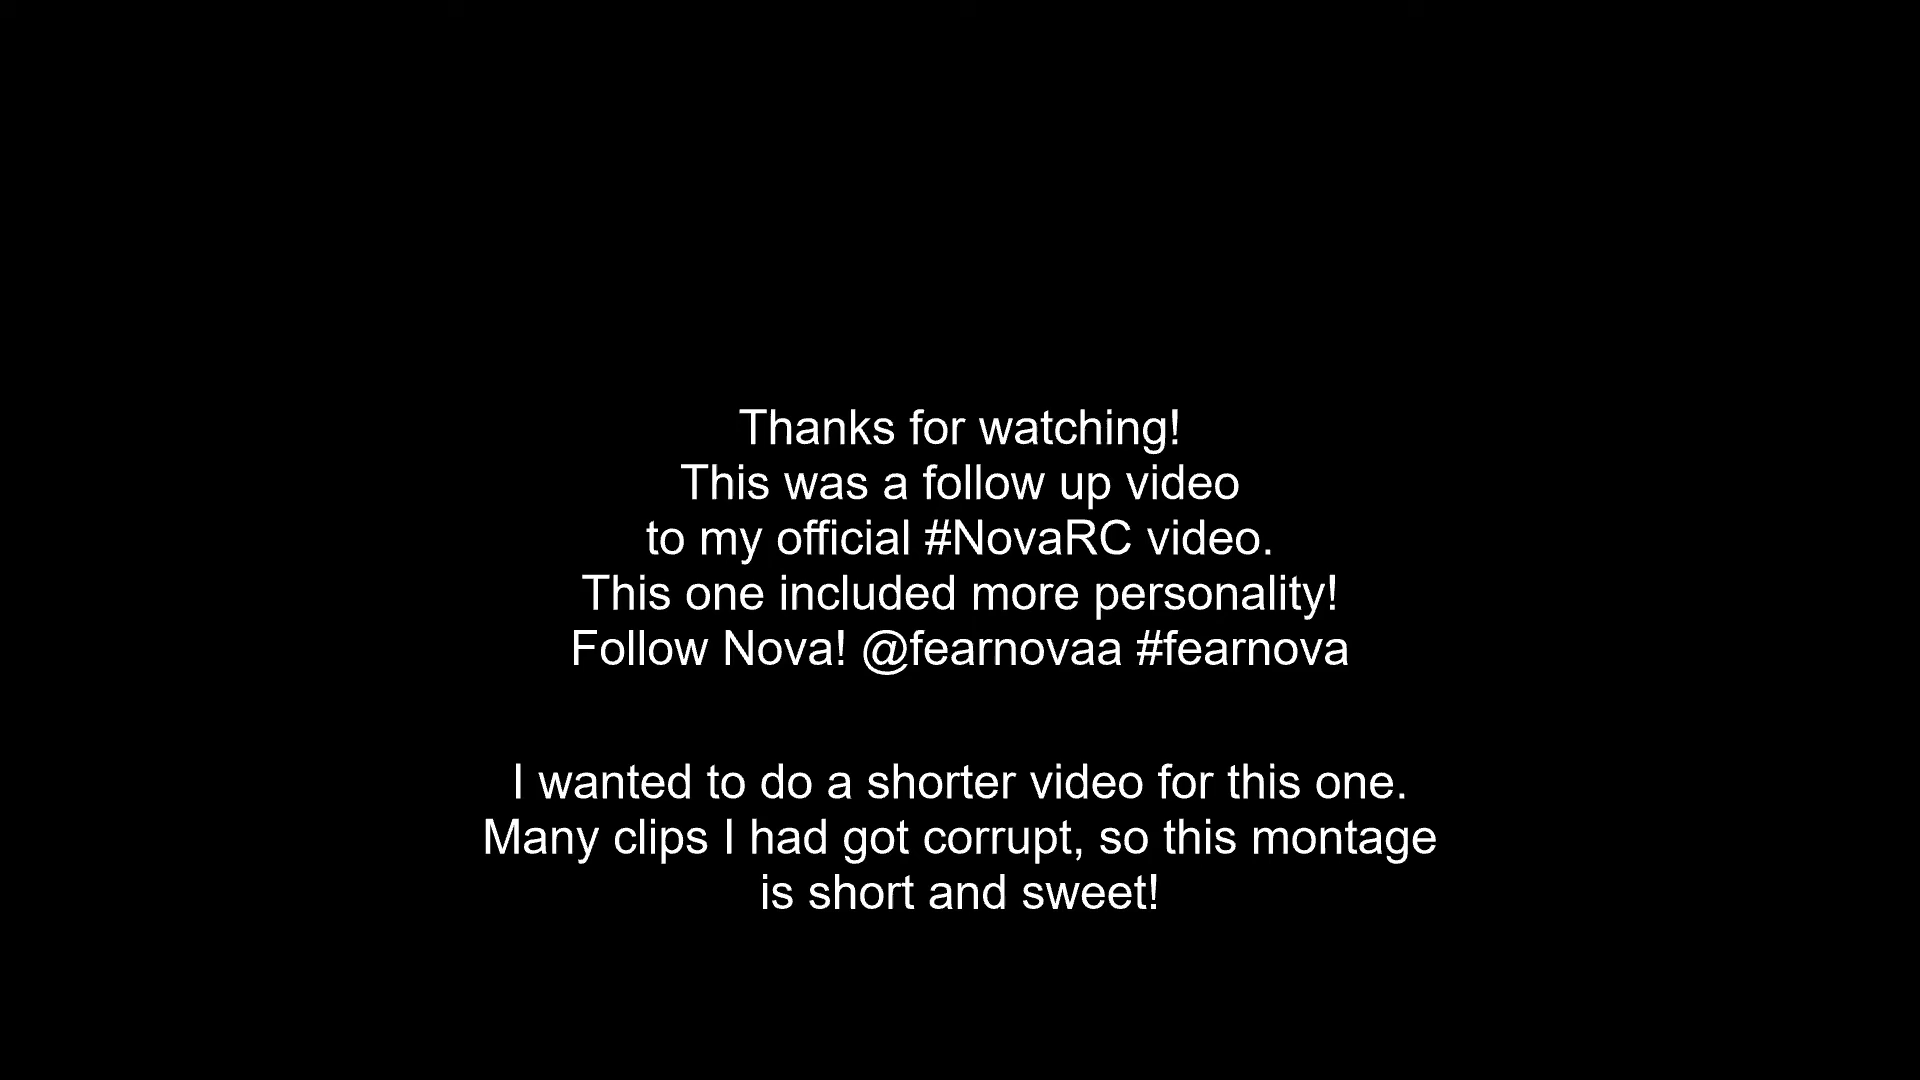 Thanks for watching!
This was a follow up video
to my official #NovaRC video.
This one included more personality!
Follow Nova! @fearnovaa #fearnova
I wanted to do a shorter video for this one.
Many clips I had got corrupt, so this montage
is short and sweet!